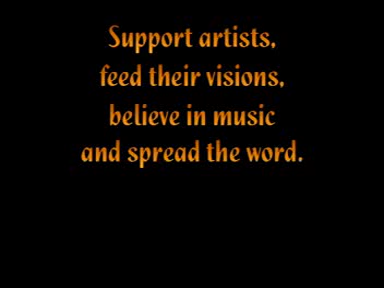 Support artists,
feed their visions,
believe in music
and spread the word.